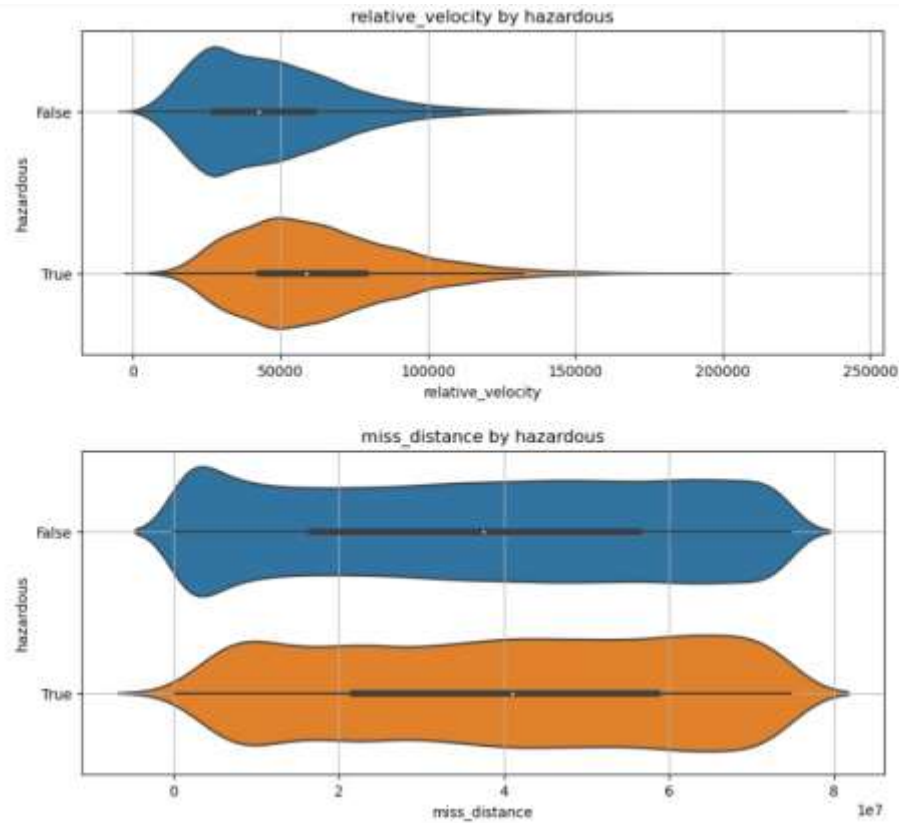 relative_velocity by hazardous
hazardous
False
True
0 50000 100000 150000 200000 250000
relative_velocity
miss_distance by hazardous
hazardous
False
True
0 2 4 6 8
1e7
miss_distance